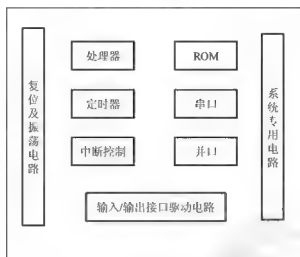 复位及振荡电路
处理器
ROM
定时器
串口
中断控制
并口
输入/输出接口驱动电路
系统专用电路